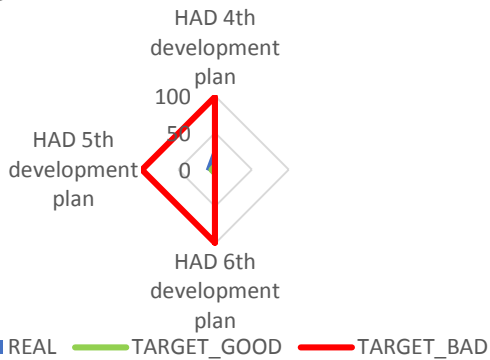 HAD 4th
development
plan
100
50
0
HAD 5th
development
plan
HAD 6th
development
plan
REAL TARGET_GOOD TARGET_BAD